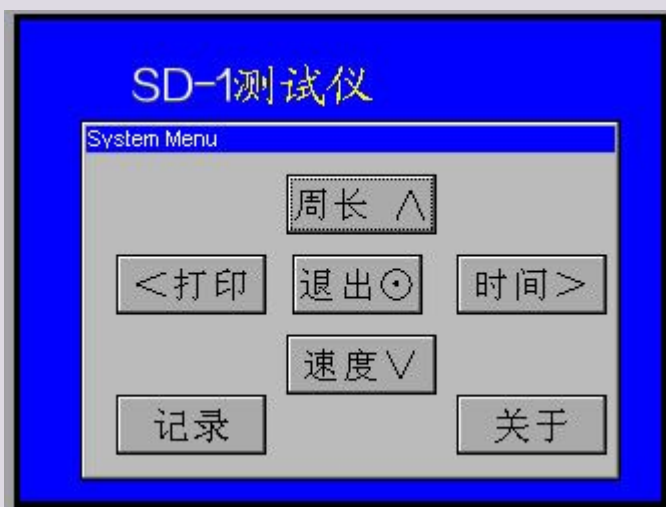 SD-1测试仪
System Menu
周长 ∧
<打印 退出⊙ 时间>
速度∨
记录 关于